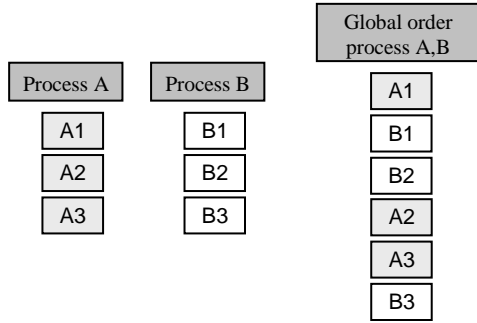 Global order
process A,B
Process A
Process B
A1
B1
A2
B2
A3
B3
A1
B1
B2
A2
A3
B3